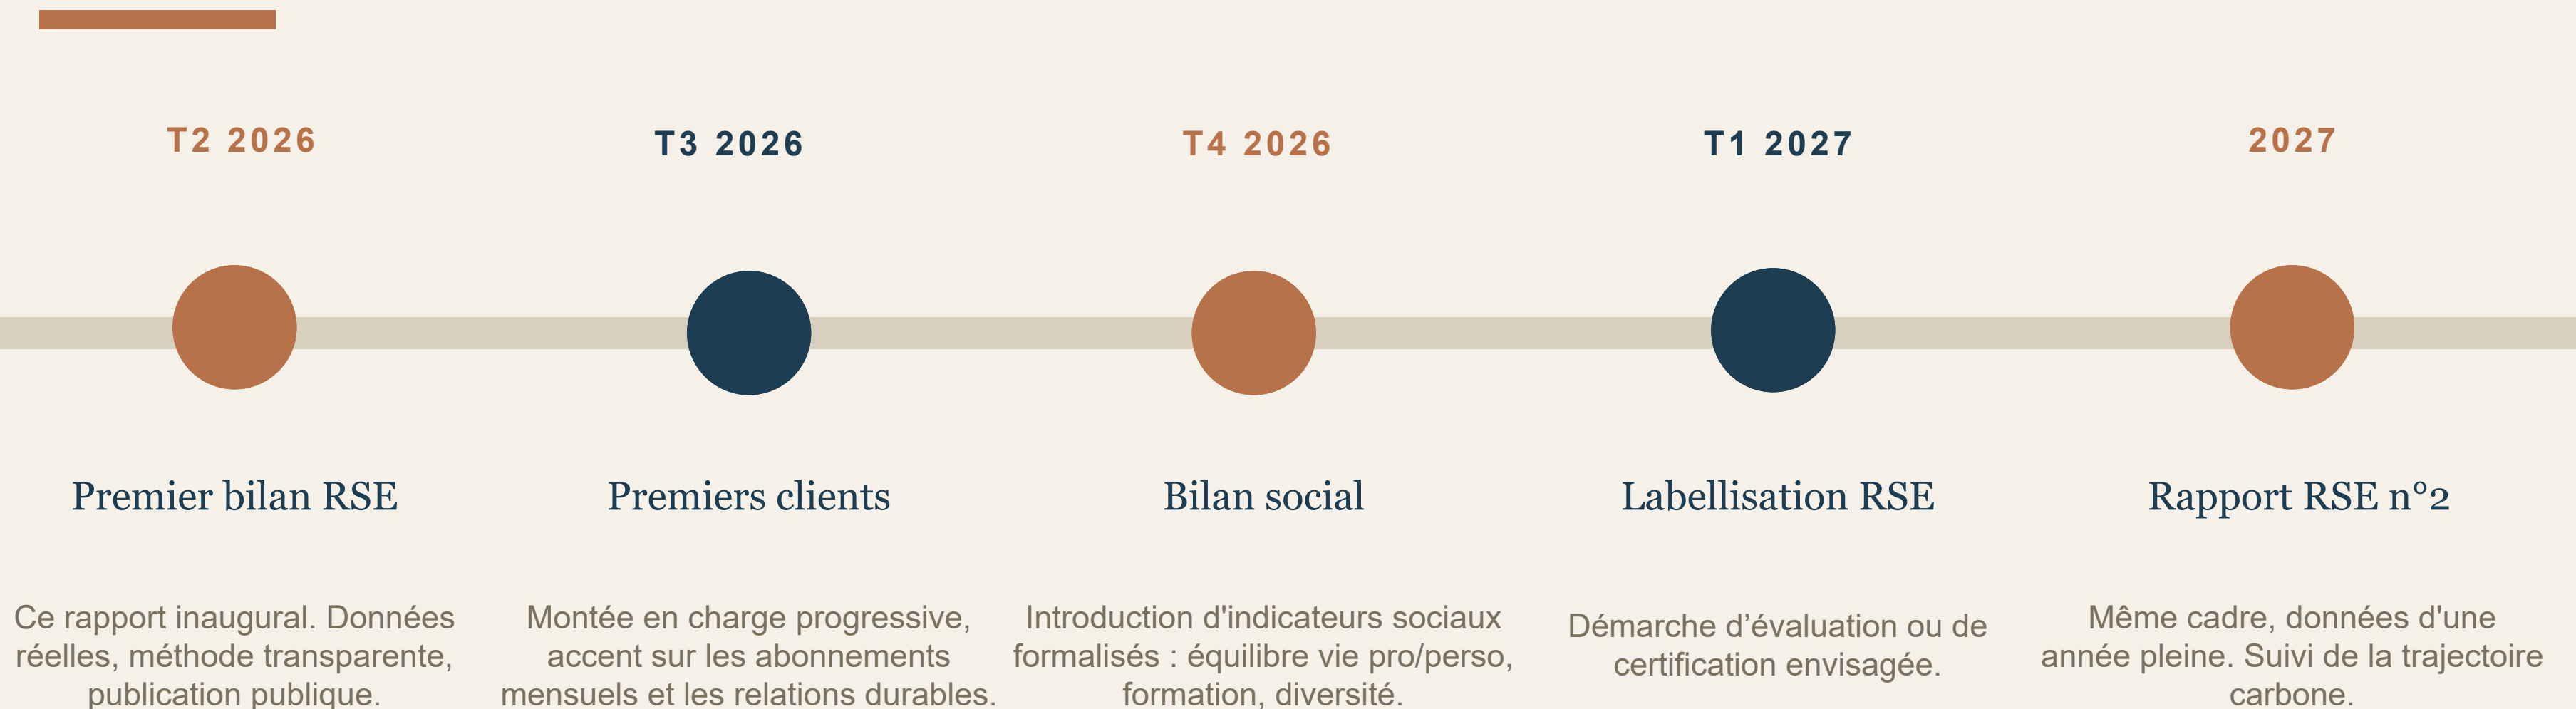 T2 2026
T3 2026
T4 2026
T1 2027
2027
Premier bilan RSE
Premiers clients
Bilan social
Labellisation RSE
Rapport RSE n°2
Ce rapport inaugural. Données
réelles, méthode transparente,
publication publique.
Montée en charge progressive,
accent sur les abonnements
mensuels et les relations durables.
Introduction d'indicateurs sociaux
formalisés : équilibre vie pro/perso,
formation, diversité.
Démarche d’évaluation ou de
certification envisagée.
Même cadre, données d'une
année pleine. Suivi de la trajectoire
carbone.